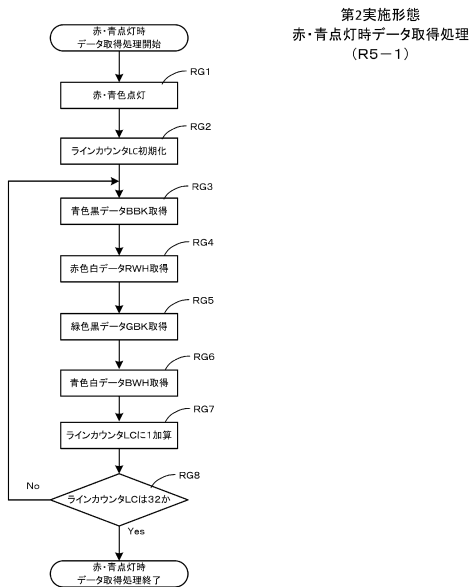 第2実施形態
赤・青点灯時データ取得処理
(R5－1)
赤・青点灯時
データ取得処理開始
RG1
赤・青色点灯
RG2
ラインカウンタLC初期化
RG3
青色黒データBBK取得
RG4
赤色白データRWH取得
RG5
緑色黒データGBK取得
RG6
青色白データBWH取得
RG7
ラインカウンタLCに1加算
RG8
ラインカウンタLCは32か
No
Yes
赤・青点灯時
データ取得処理終了